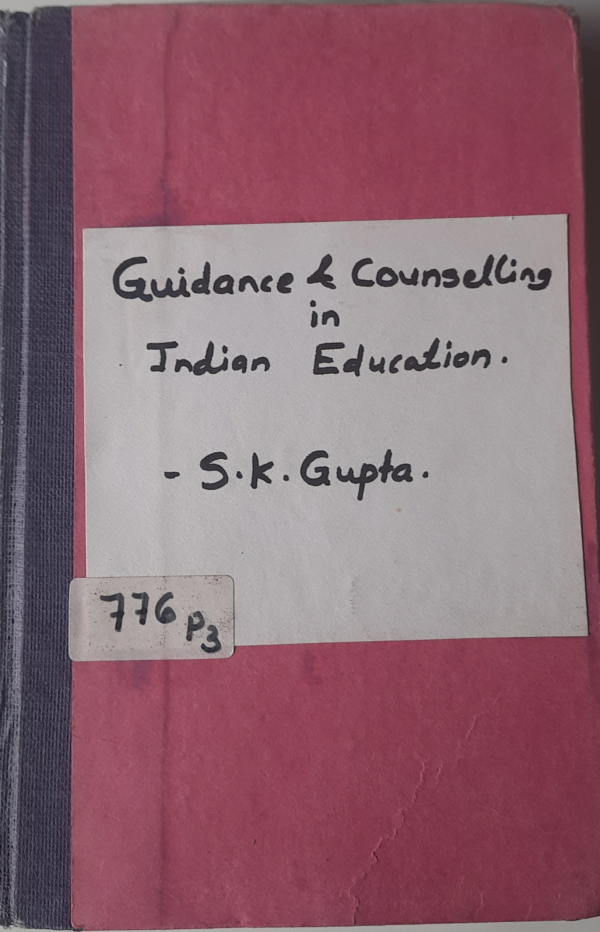 Guidance & Counselling
in
Indian Education.
- S.K. Gupta.
776 P3